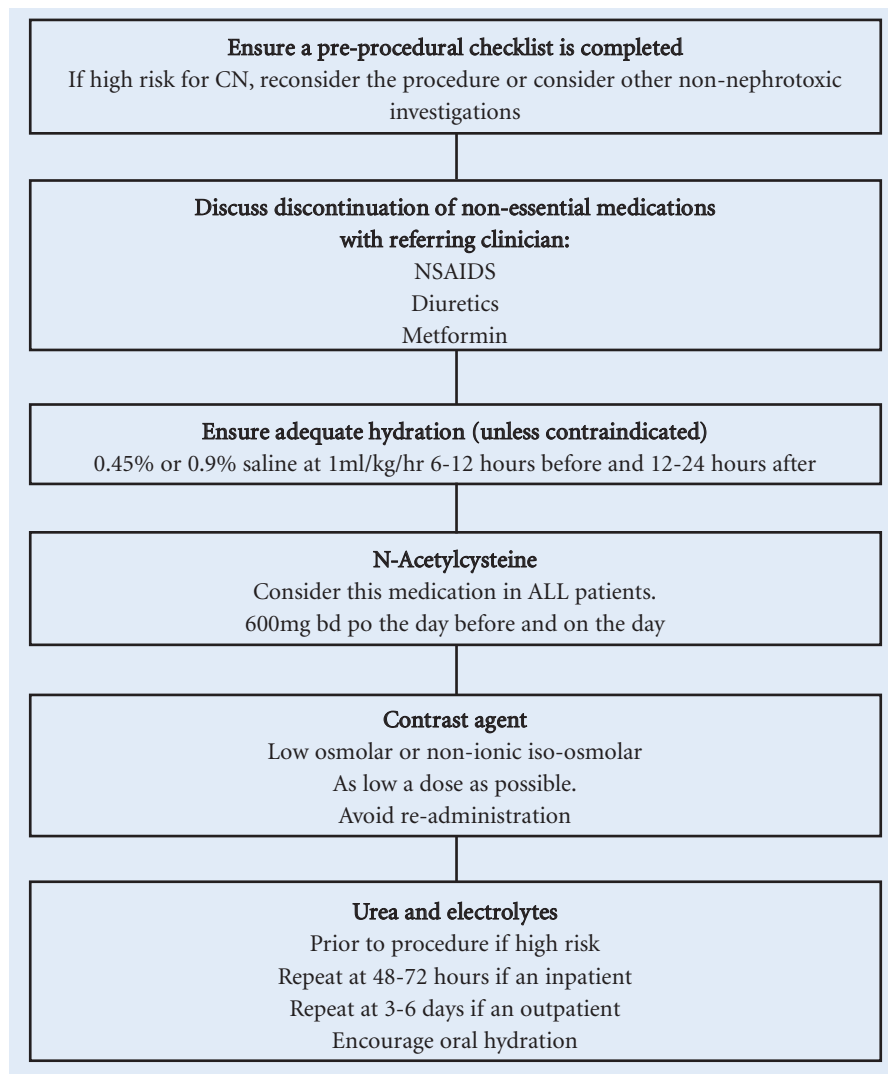 Ensure a pre-procedural checklist is completed
If high risk for CN, reconsider the procedure or consider other non-nephrotoxic
investigations
Discuss discontinuation of non-essential medications
with referring clinician:
NSAIDS
Diuretics
Metformin
Ensure adequate hydration (unless contraindicated)
0.45% or 0.9% saline at 1ml/kg/hr 6-12 hours before and 12-24 hours after
N-Acetylcysteine
Consider this medication in ALL patients.
600mg bd po the day before and on the day
Contrast agent
Low osmolar or non-ionic iso-osmolar
As low a dose as possible.
Avoid re-administration
Urea and electrolytes
Prior to procedure if high risk
Repeat at 48-72 hours if an inpatient
Repeat at 3-6 days if an outpatient
Encourage oral hydration